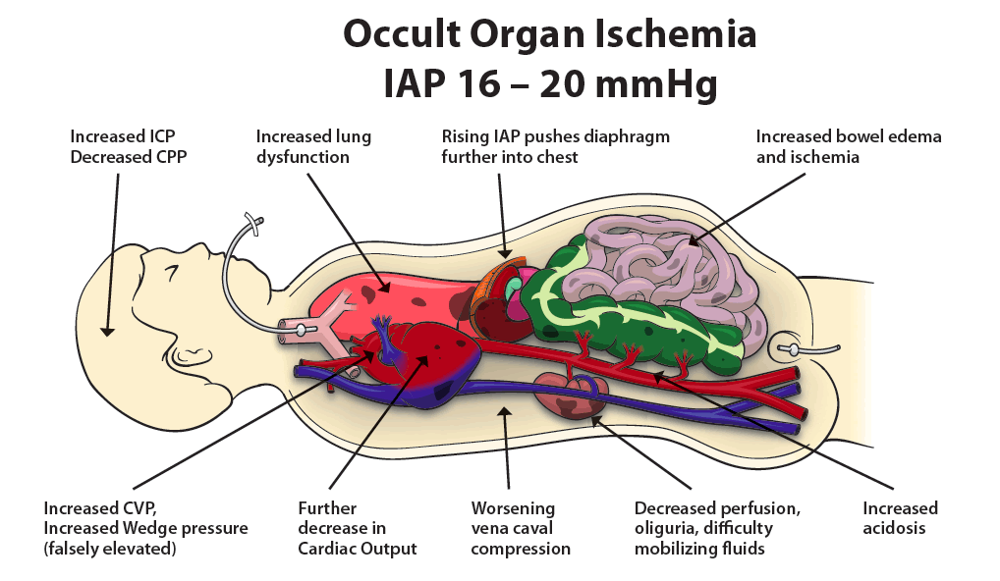 Occult Organ Ischemia
IAP 16 – 20 mmHg
Increased ICP
Decreased CPP
Increased lung
dysfunction
Rising IAP pushes diaphragm
further into chest
Increased bowel edema
and ischemia
Increased CVP,
Increased Wedge pressure
(falsely elevated)
Further
decrease in
Cardiac Output
Worsening
vena caval
compression
Decreased perfusion,
oliguria, difficulty
mobilizing fluids
Increased
acidosis